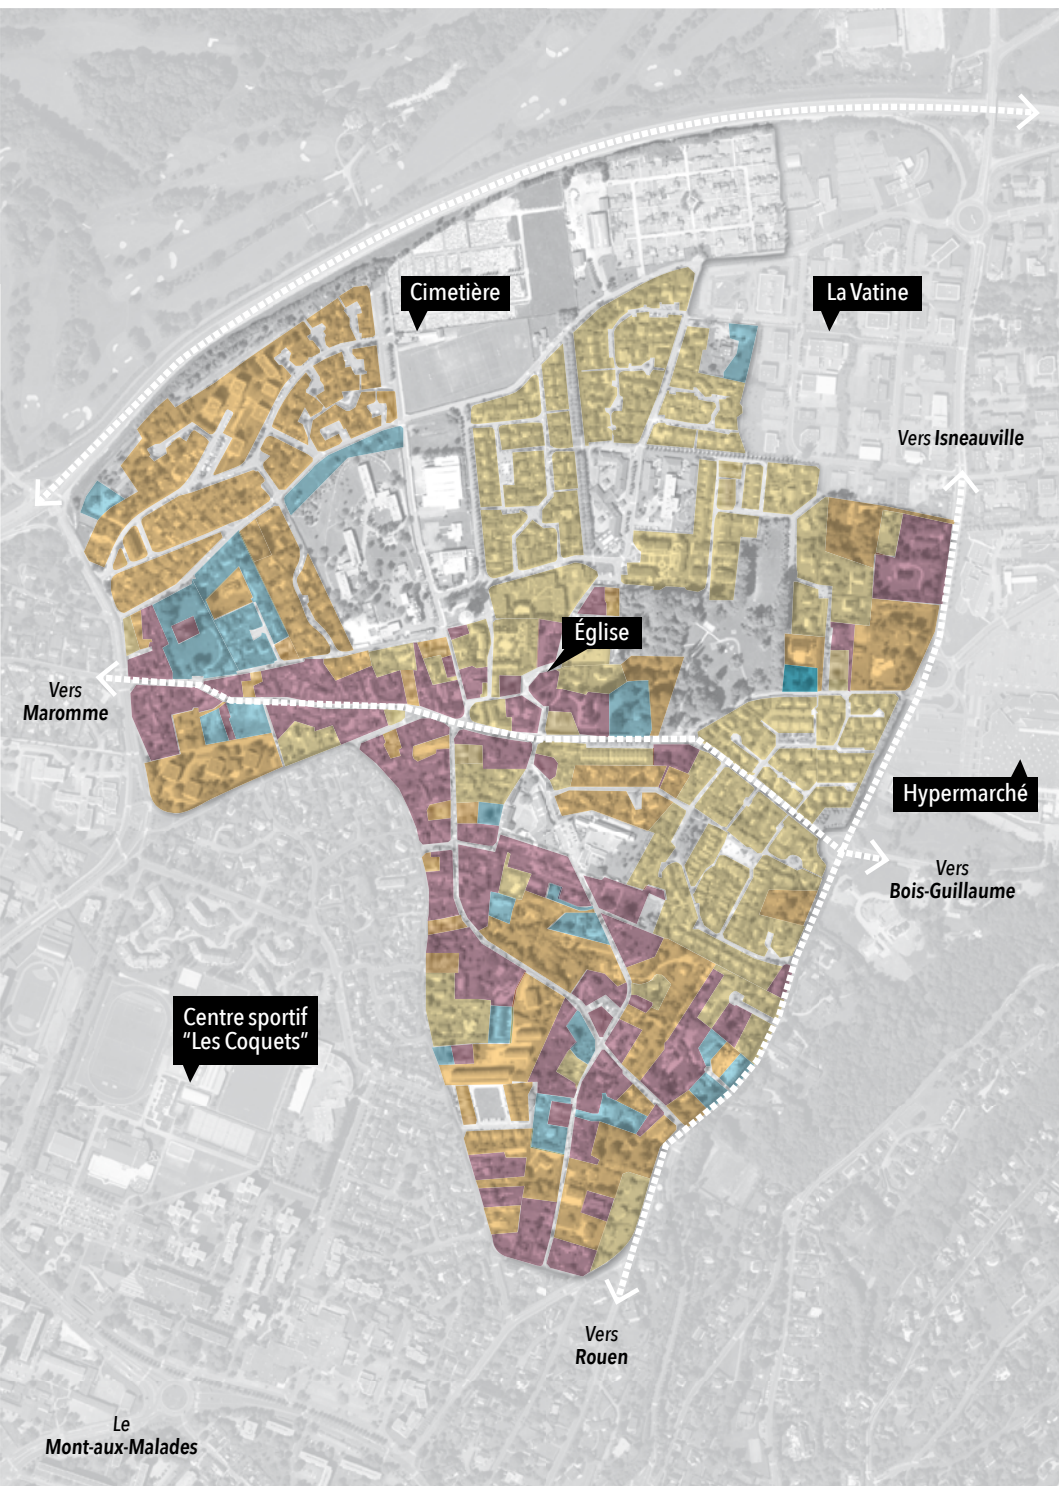 Cimetière
La Vatine
Vers Isneauville
Église
Vers
Maromme
Hypermarché
Vers
Bois-Guillaume
Centre sportif
“Les Coquets”
Vers
Rouen
Le
Mont-aux-Malades